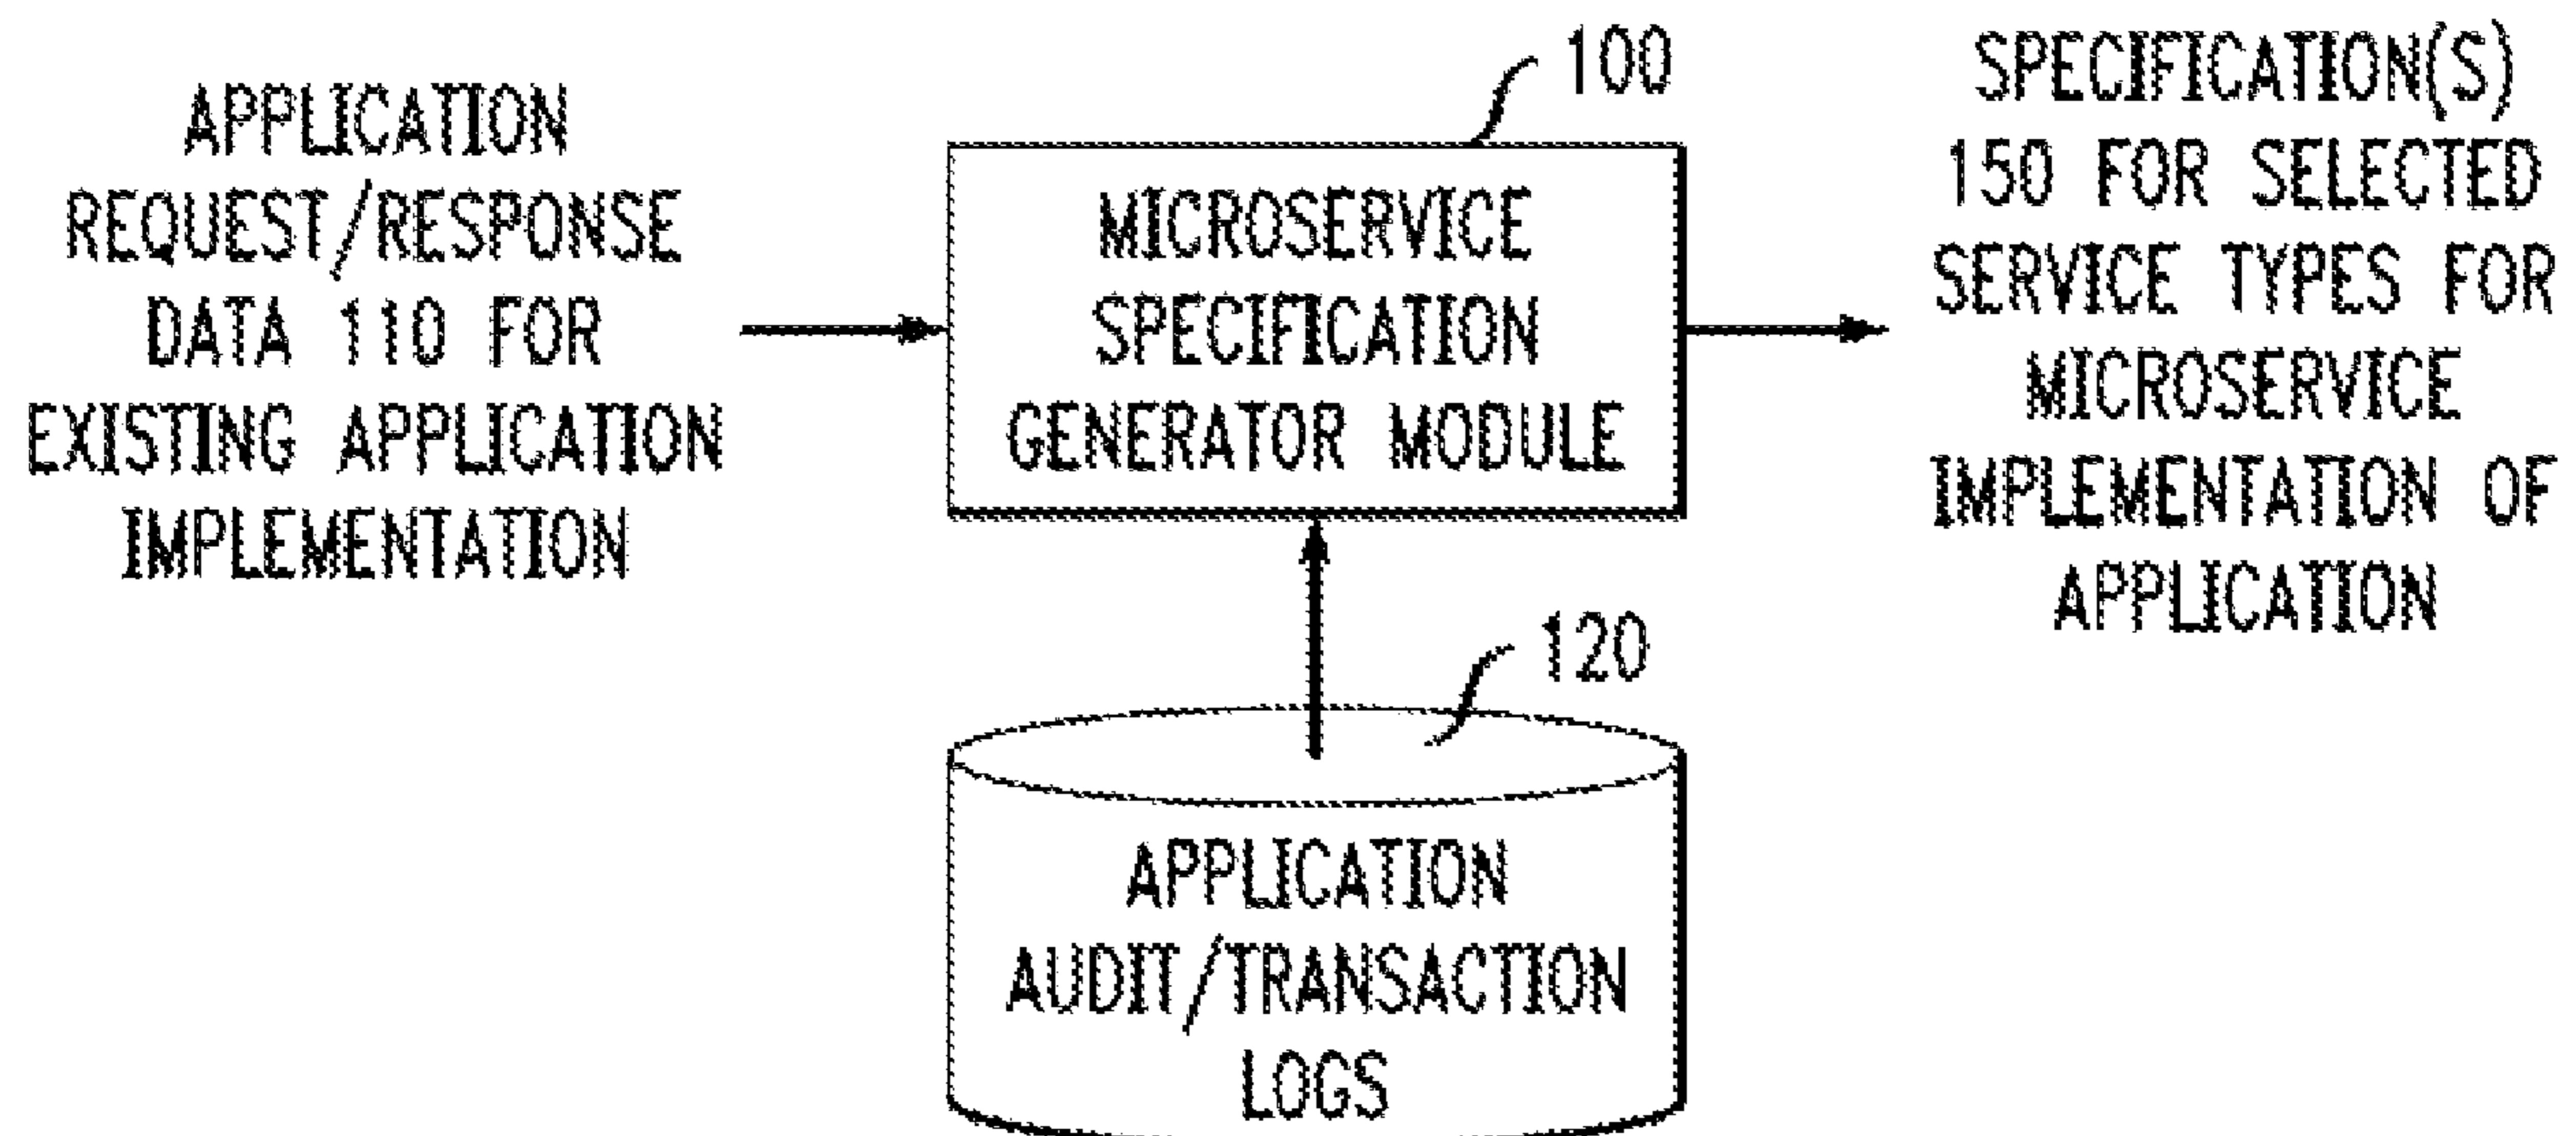 APPLICATION
REQUEST/RESPONSE
DATA 110 FOR
EXISTING APPLICATION
IMPLEMENTATION
100
MICROSERVICE
SPECIFICATION
GENERATOR MODULE
SPECIFICATION(S)
150 FOR SELECTED
SERVICE TYPES FOR
MICROSERVICE
IMPLEMENTATION OF
APPLICATION
120
APPLICATION
AUDIT/TRANSACTION
LOGS